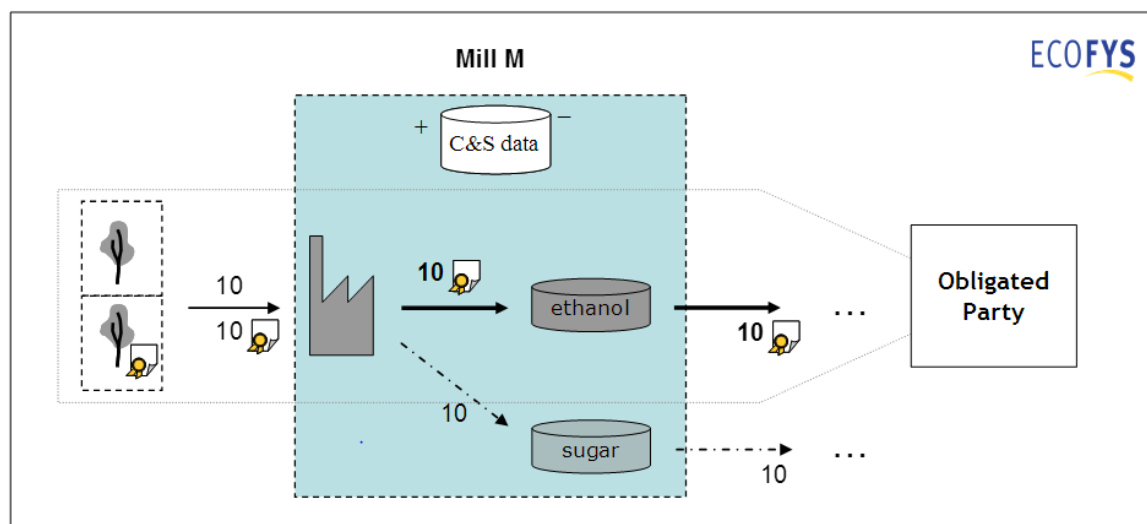 Mill M
ECOFYS
+
–
C&S data
10
10
10
ethanol
10
...
Obligated
Party
10
sugar
10
...